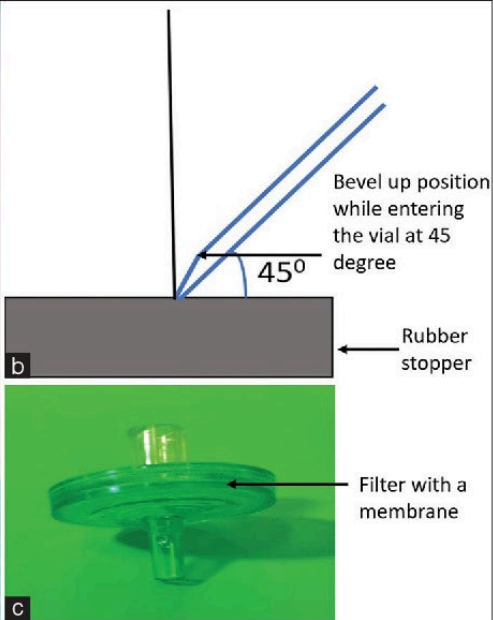 Bevel up position
while entering
the vial at 45
degree
45⁰
Rubber
stopper
b
Filter with a
membrane
c